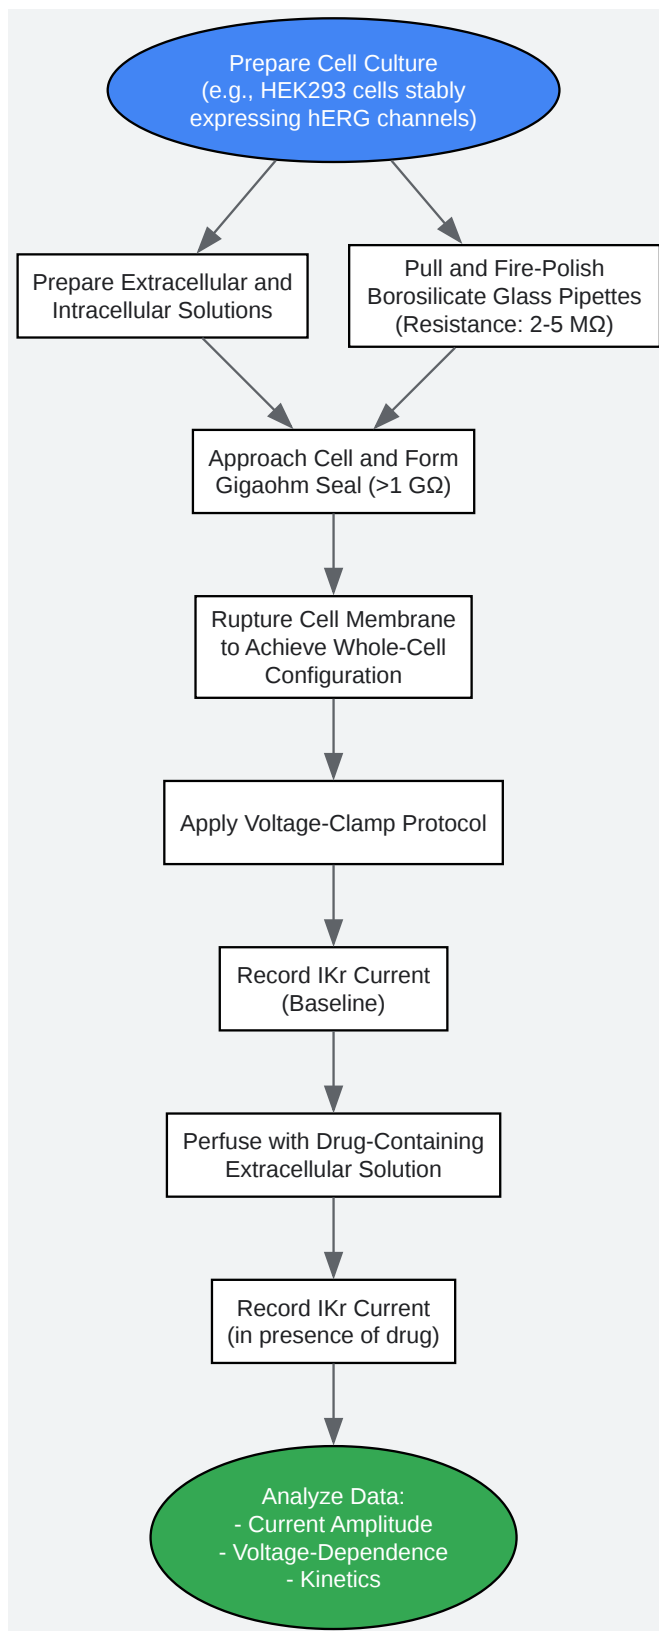 Prepare Cell Culture
(e.g., HEK293 cells stably
expressing hERG channels)
Prepare Extracellular and
Intracellular Solutions
Pull and Fire-Polish
Borosilicate Glass Pipettes
(Resistance: 2-5 MΩ)
Approach Cell and Form
Gigaohm Seal (>1 GΩ)
Rupture Cell Membrane
to Achieve Whole-Cell
Configuration
Apply Voltage-Clamp Protocol
Record IKr Current
(Baseline)
Perfuse with Drug-Containing
Extracellular Solution
Record IKr Current
(in presence of drug)
Analyze Data:
- Current Amplitude
- Voltage-Dependence
- Kinetics